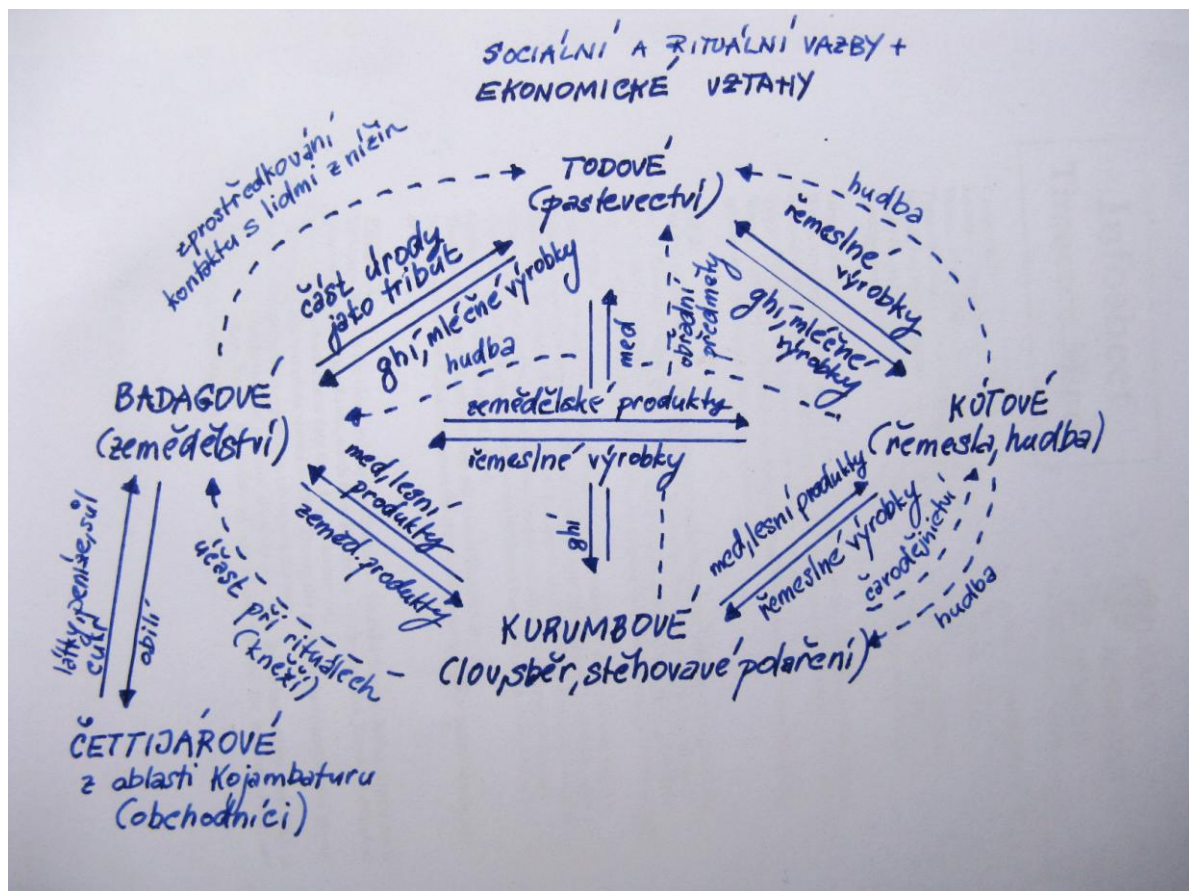 SOCIÁLNÍ A RITUÁLNÍ VAZBY +
EKONOMICKÉ VZTAHY
zprostředkování
kontaktu s lidmi z nížin
TODOVÉ
(pastevectví)
hudba
část úrody
jako tribut
ghí, mléčné výrobky
řemeslné
výrobky
ghí, mléčné
výrobky
med
obřadní
předměty
hudba
BADAGOVÉ
(zemědělství)
zemědělské produkty
řemeslné výrobky
KÓTOVÉ
(řemesla, hudba)
med, lesní
produkty
zeměd. produkty
ghí
med, lesní produkty
řemeslné výrobky
čarodějnictví
hudba
účast při rituálech
(kněží)
KURUMBOVÉ
(lov, sběr, stěhovavé polaření)
látky, peníze, sůl
cukr
obilí
ČETTIJÁROVÉ
z oblasti Kojambaturu
(obchodníci)